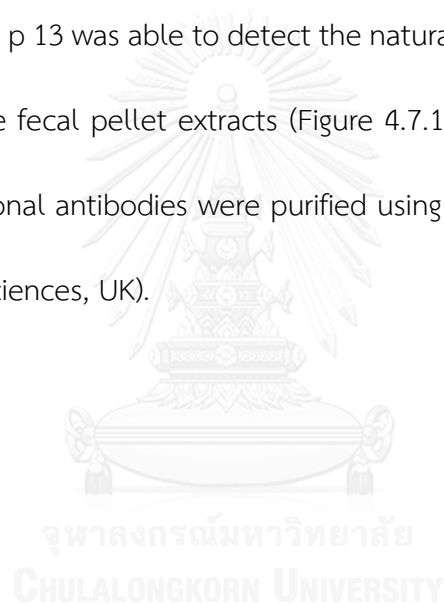 p 13 was able to detect the natura
e fecal pellet extracts (Figure 4.7.1
onal antibodies were purified using
iences, UK).
จุฬาลงกรณ์มหาวิทยาลัย
CHULALONGKORN UNIVERSITY